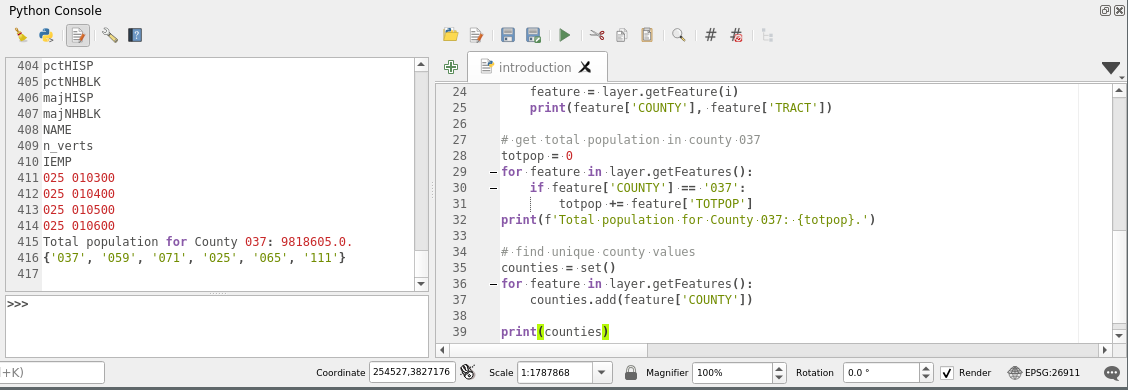 Python Console
introduction
404 pctHISP
405 pctNHBLK
406 majHISP
407 majNHBLK
408 NAME
409 n_verts
410 IEMP
411 025 010300
412 025 010400
413 025 010500
414 025 010600
415 Total population for County 037: 9818605.0.
416 {'037', '059', '071', '025', '065', '111'}
417
>>>
24 feature = layer.getFeature(i)
25 print(feature['COUNTY'], feature['TRACT'])
26
27 # get total population in county 037
28 totpop = 0
29 for feature in layer.getFeatures():
30 if feature['COUNTY'] == '037':
31 totpop += feature['TOTPOP']
32 print(f'Total population for County 037: {totpop}.')
33
34 # find unique county values
35 counties = set()
36 for feature in layer.getFeatures():
37 counties.add(feature['COUNTY'])
38
39 print(counties)
l+K) Coordinate 254527,3827176 Scale 1:1787868 Magnifier 100% Rotation 0.0 ° Render EPSG:26911